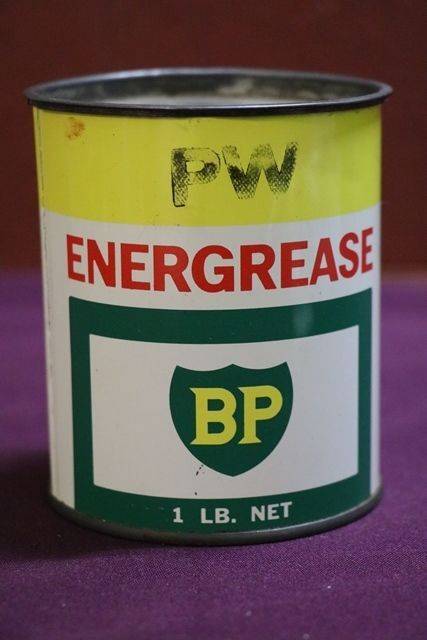 PW
ENERGREASE
BP
1 LB. NET